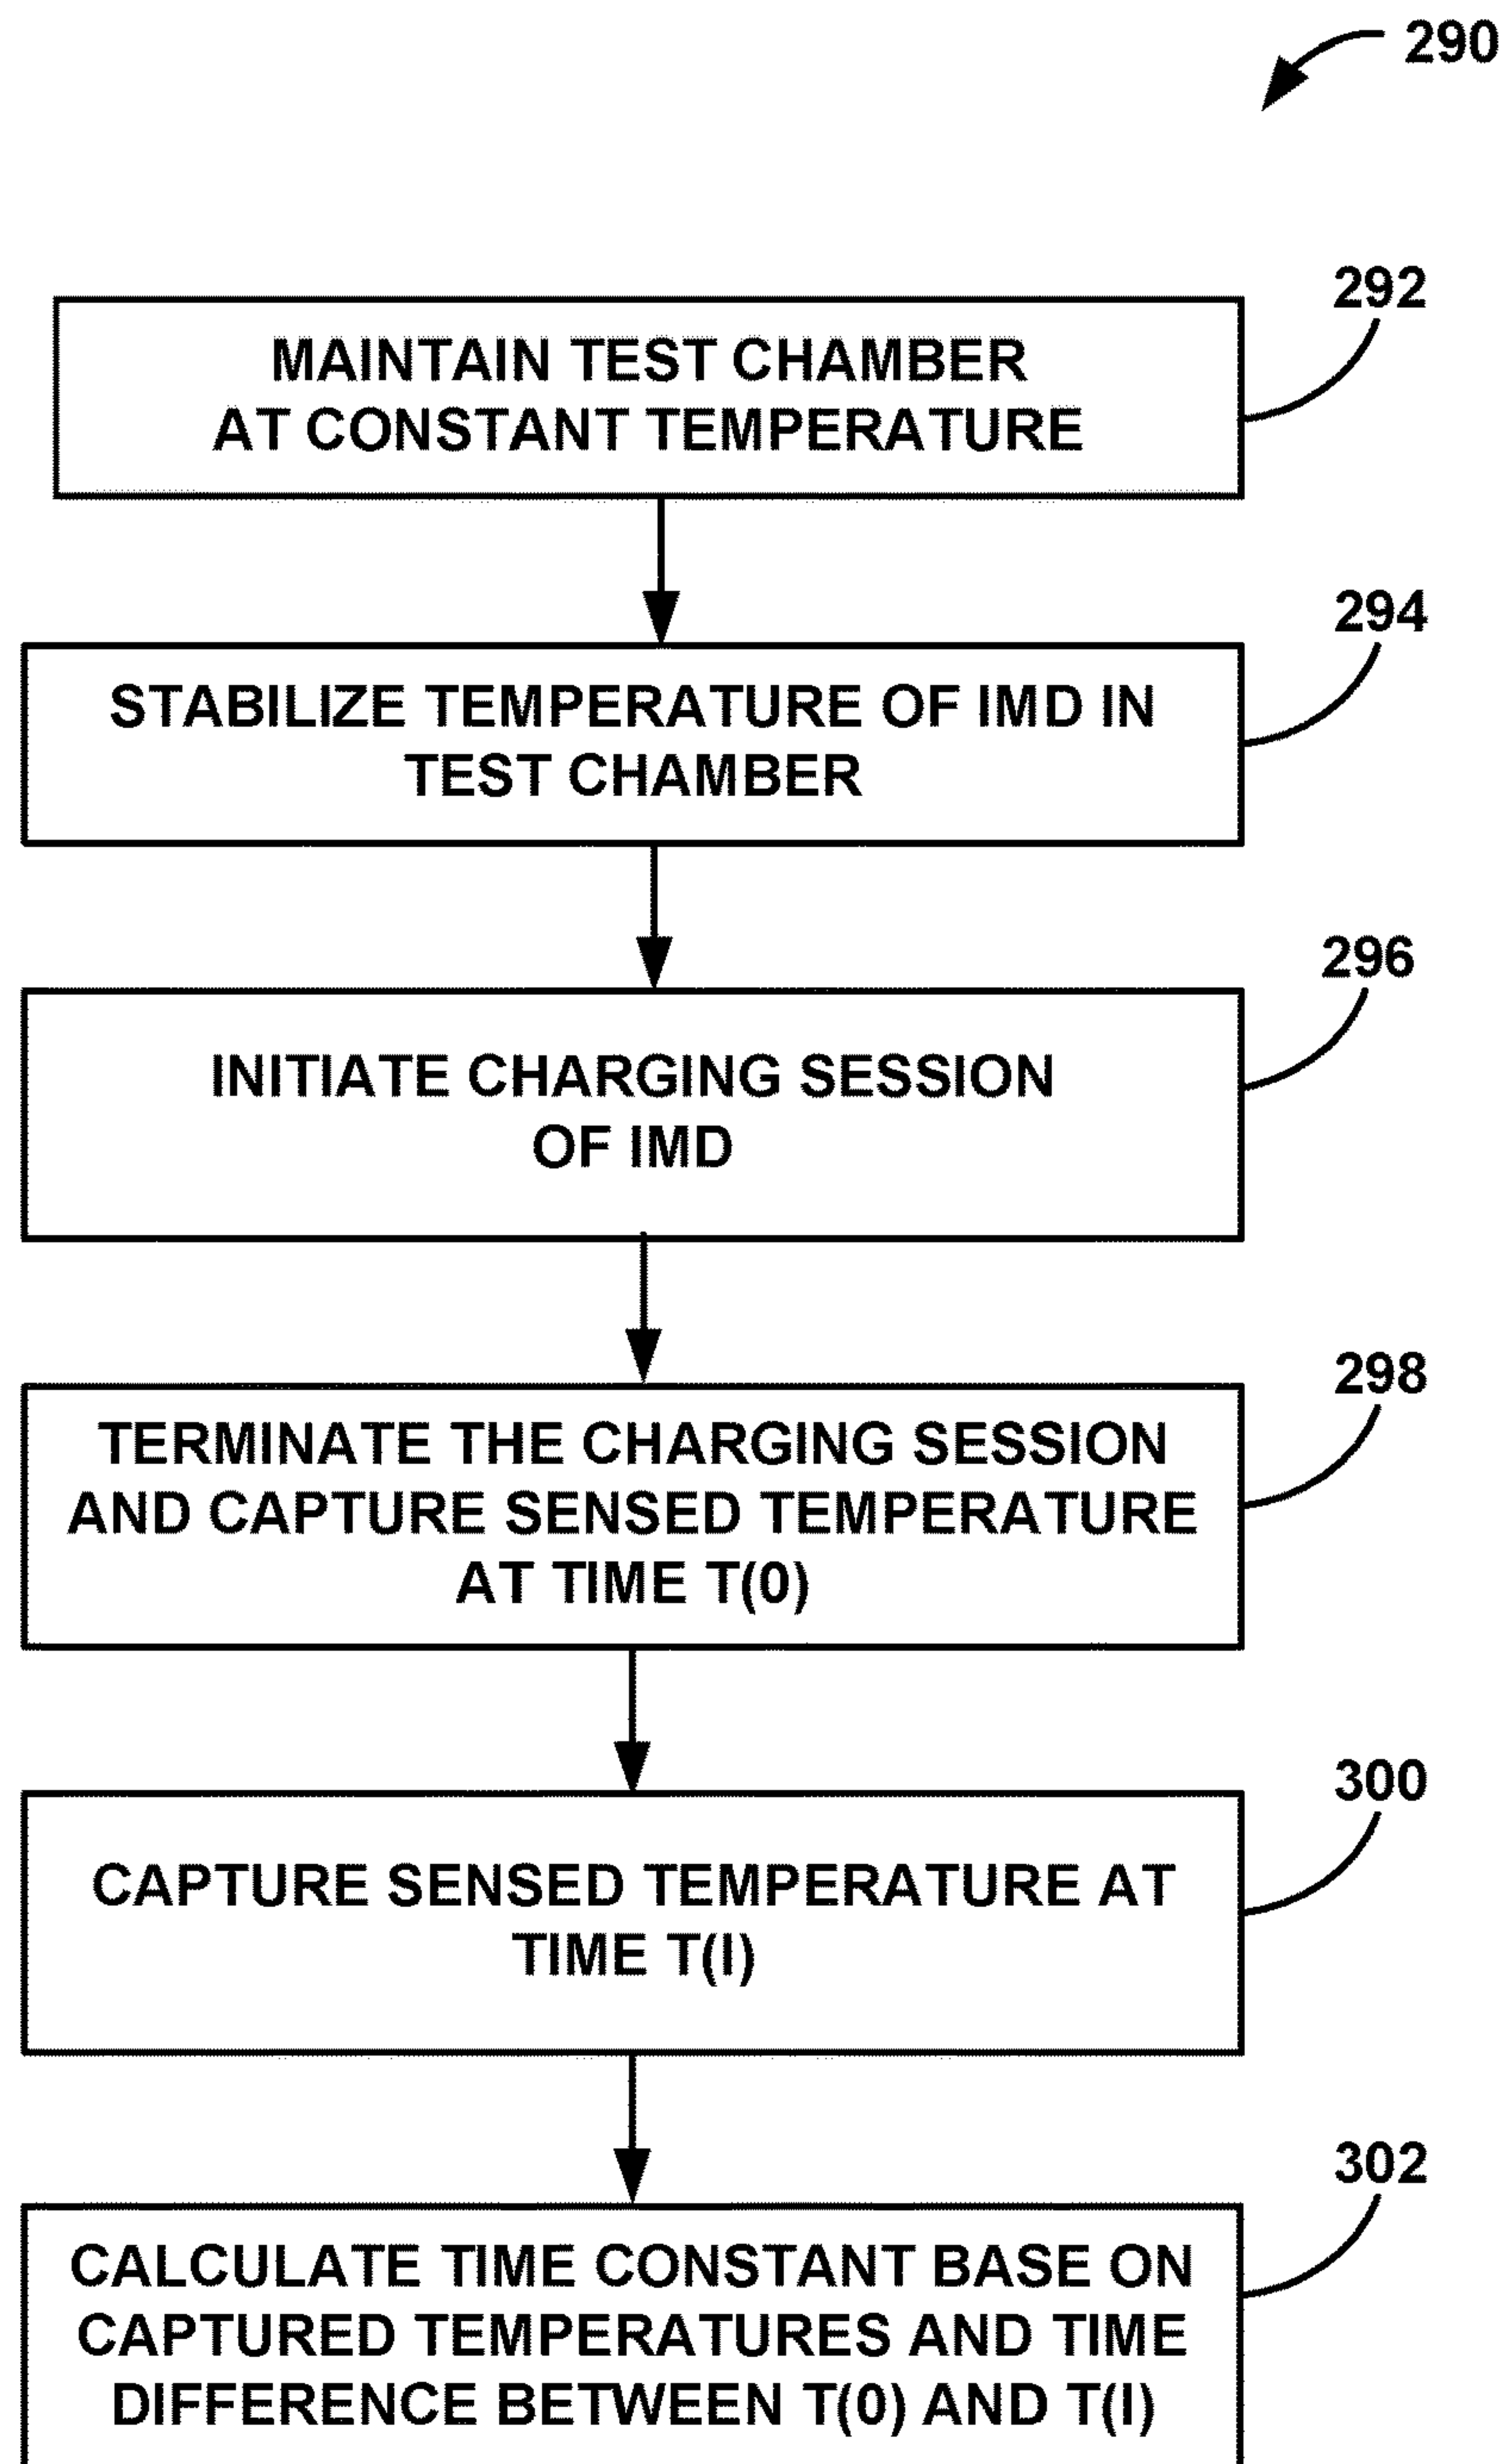 290
292
MAINTAIN TEST CHAMBER
AT CONSTANT TEMPERATURE
294
STABILIZE TEMPERATURE OF IMD IN
TEST CHAMBER
296
INITIATE CHARGING SESSION
OF IMD
298
TERMINATE THE CHARGING SESSION
AND CAPTURE SENSED TEMPERATURE
AT TIME T(0)
300
CAPTURE SENSED TEMPERATURE AT
TIME T(I)
302
CALCULATE TIME CONSTANT BASE ON
CAPTURED TEMPERATURES AND TIME
DIFFERENCE BETWEEN T(0) AND T(I)